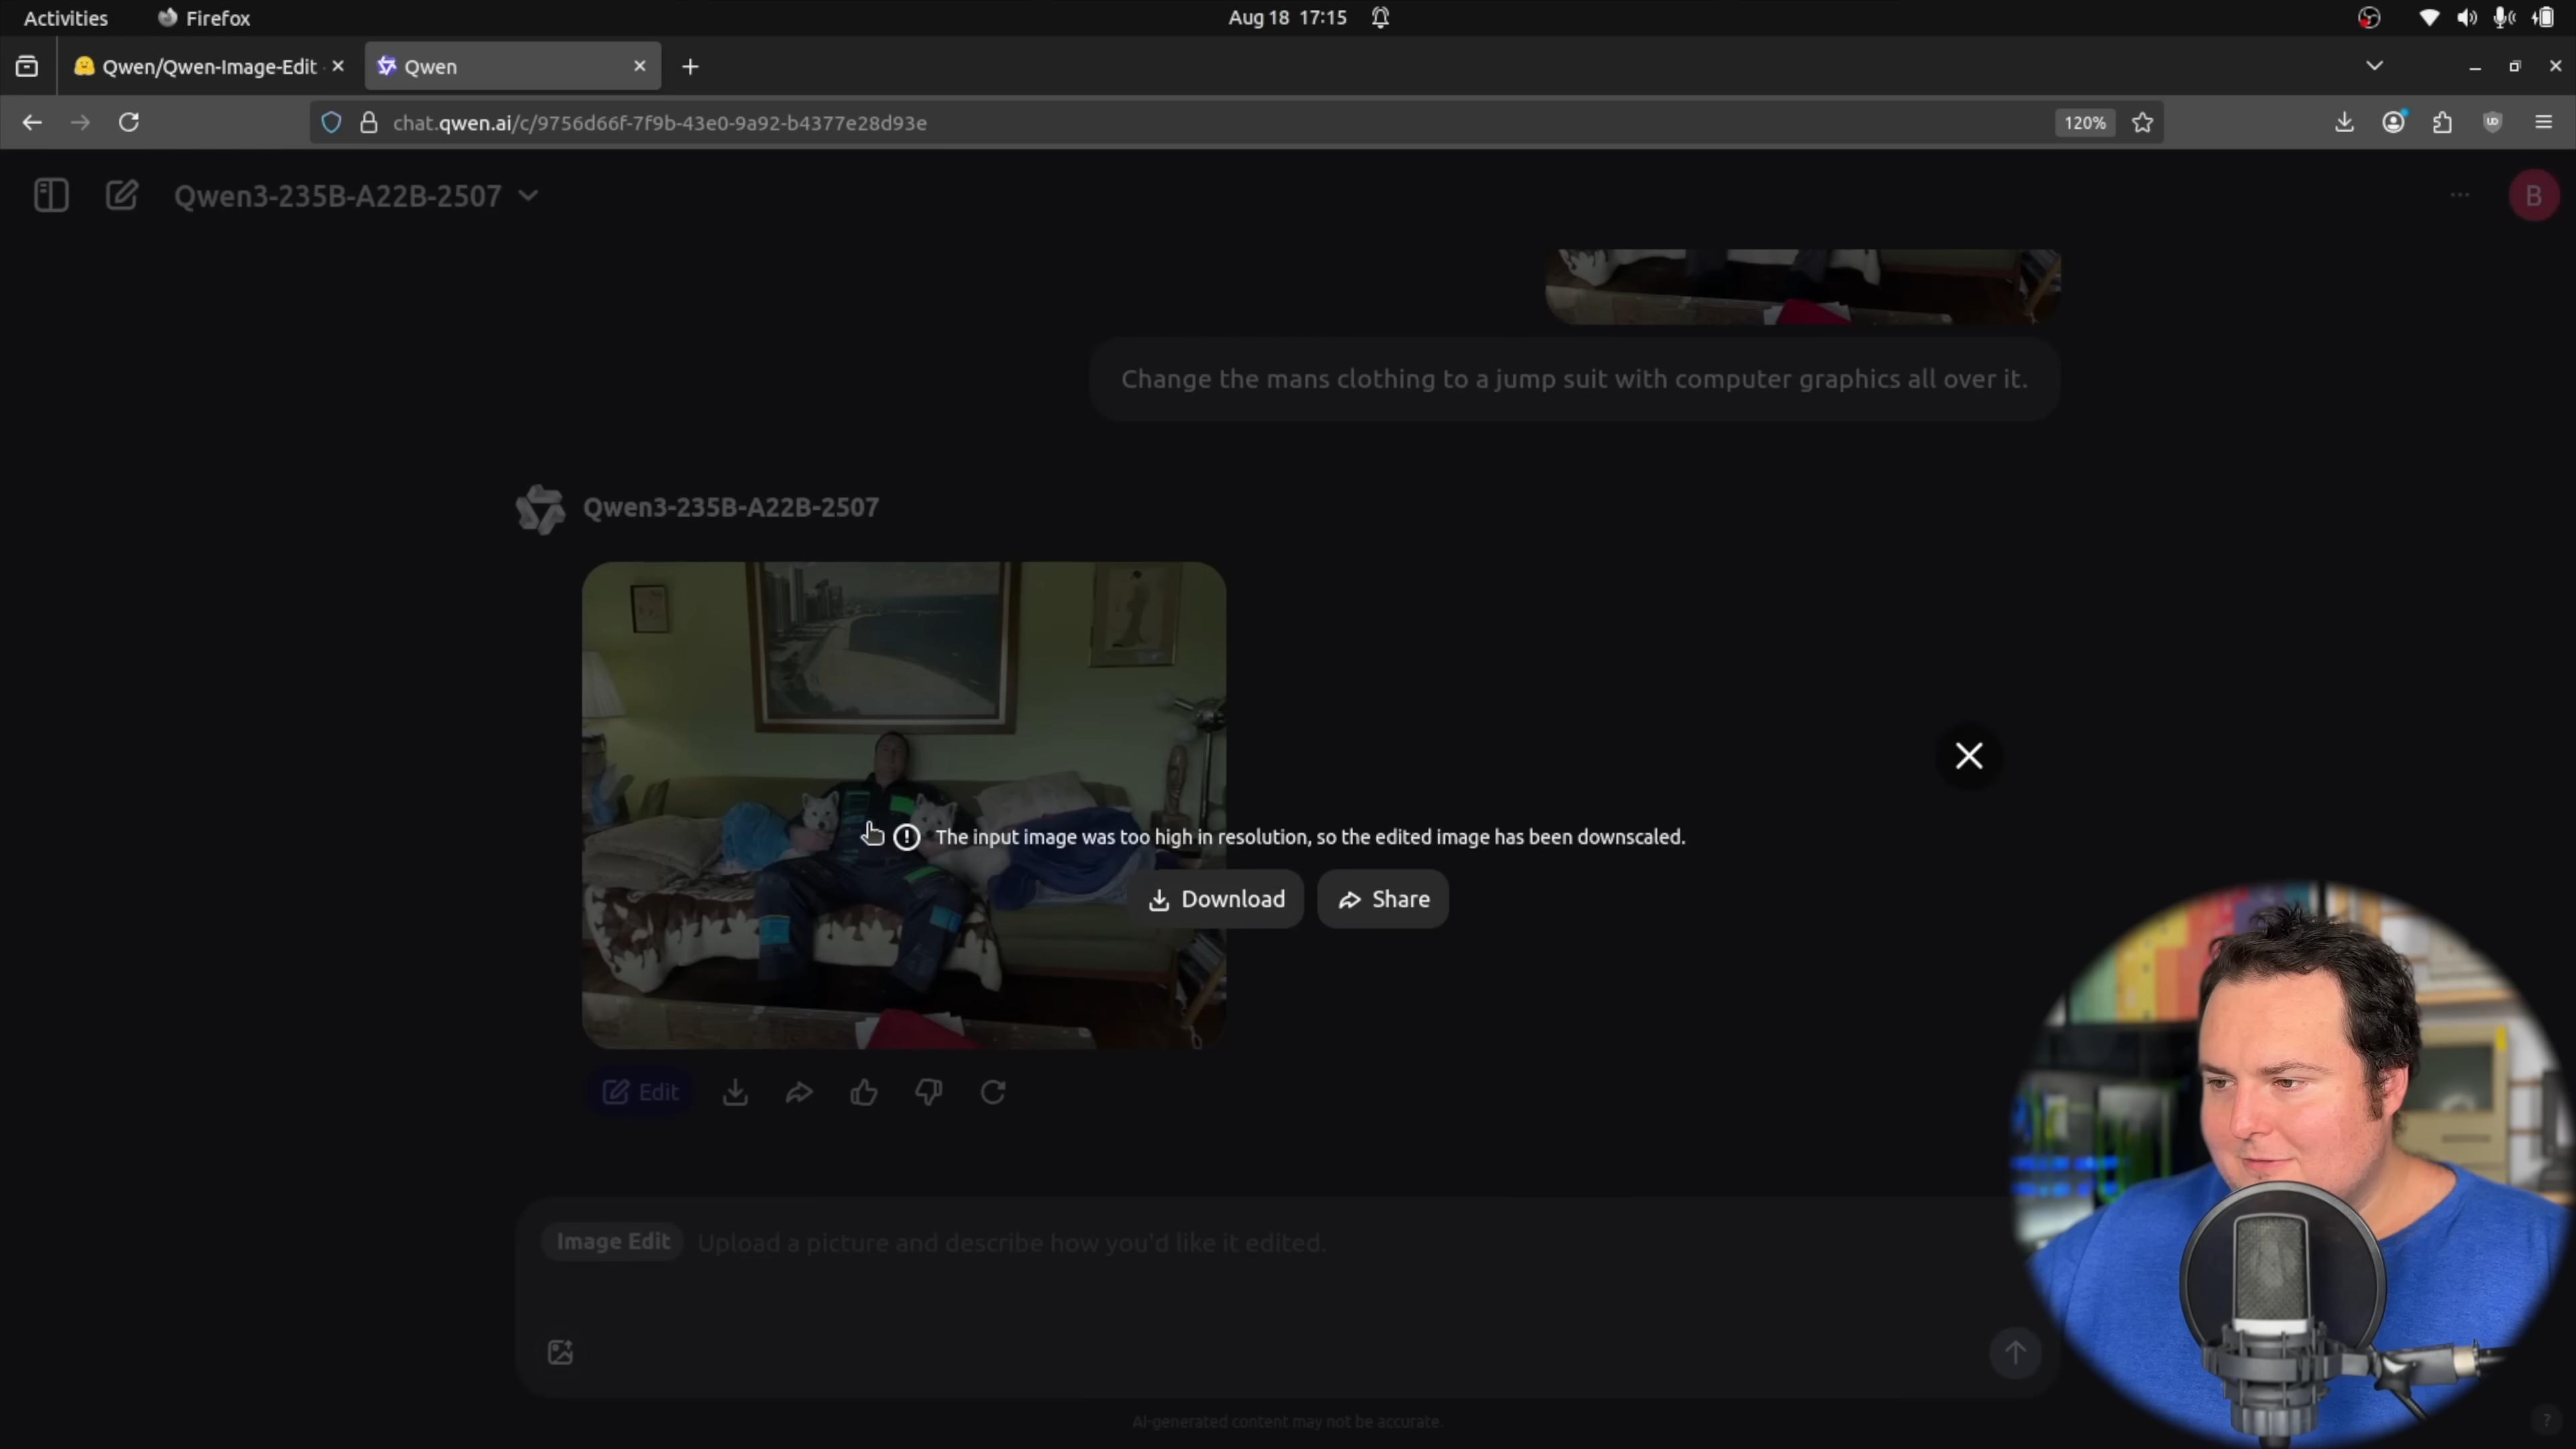 Activities Firefox Aug 18 17:15
Qwen/Qwen-Image-Edit Qwen
chat.qwen.ai/c/9756d66f-7f9b-43e0-9a92-b4377e28d93e 120%
Qwen3-235B-A22B-2507 B
Change the mans clothing to a jump suit with computer graphics all over it.
Qwen3-235B-A22B-2507
The input image was too high in resolution, so the edited image has been downscaled.
Download Share
Edit
Image Edit Upload a picture and describe how you'd like it edited.
AI-generated content may not be accurate.
?